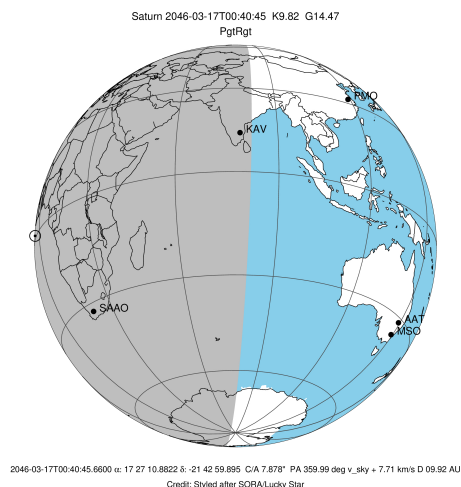 Saturn 2046-03-17T00:40:45 K9.82 G14.47
PgtRgt
PMO
KAV
SAAO
AAT
MSO
2046-03-17T00:40:45.6600 α: 17 27 10.8822 δ: -21 42 59.895 C/A 7.878" PA 359.99 deg v_sky + 7.71 km/s D 09.92 AU
Credit: Styled after SORA/Lucky Star